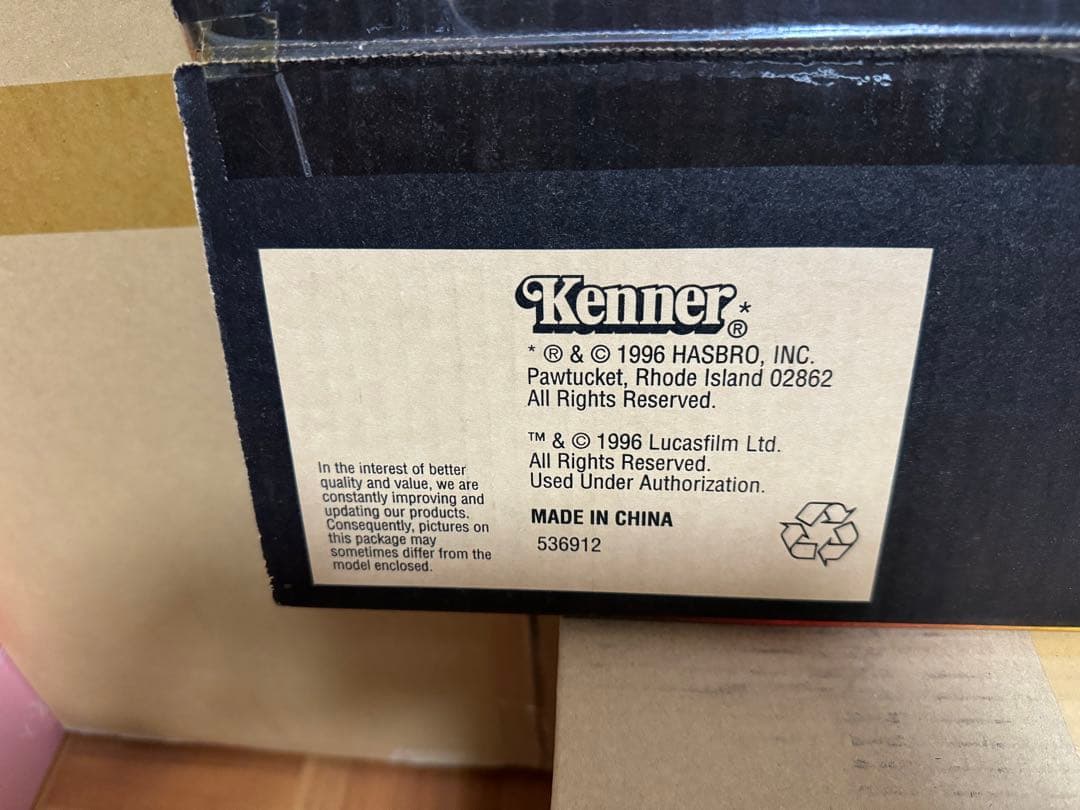 Kenner*®
* ® & © 1996 HASBRO, INC.
Pawtucket, Rhode Island 02862
All Rights Reserved.
™ & © 1996 Lucasfilm Ltd.
All Rights Reserved.
Used Under Authorization.
MADE IN CHINA
536912
In the interest of better
quality and value, we are
constantly improving and
updating our products.
Consequently, pictures on
this package may
sometimes differ from the
model enclosed.